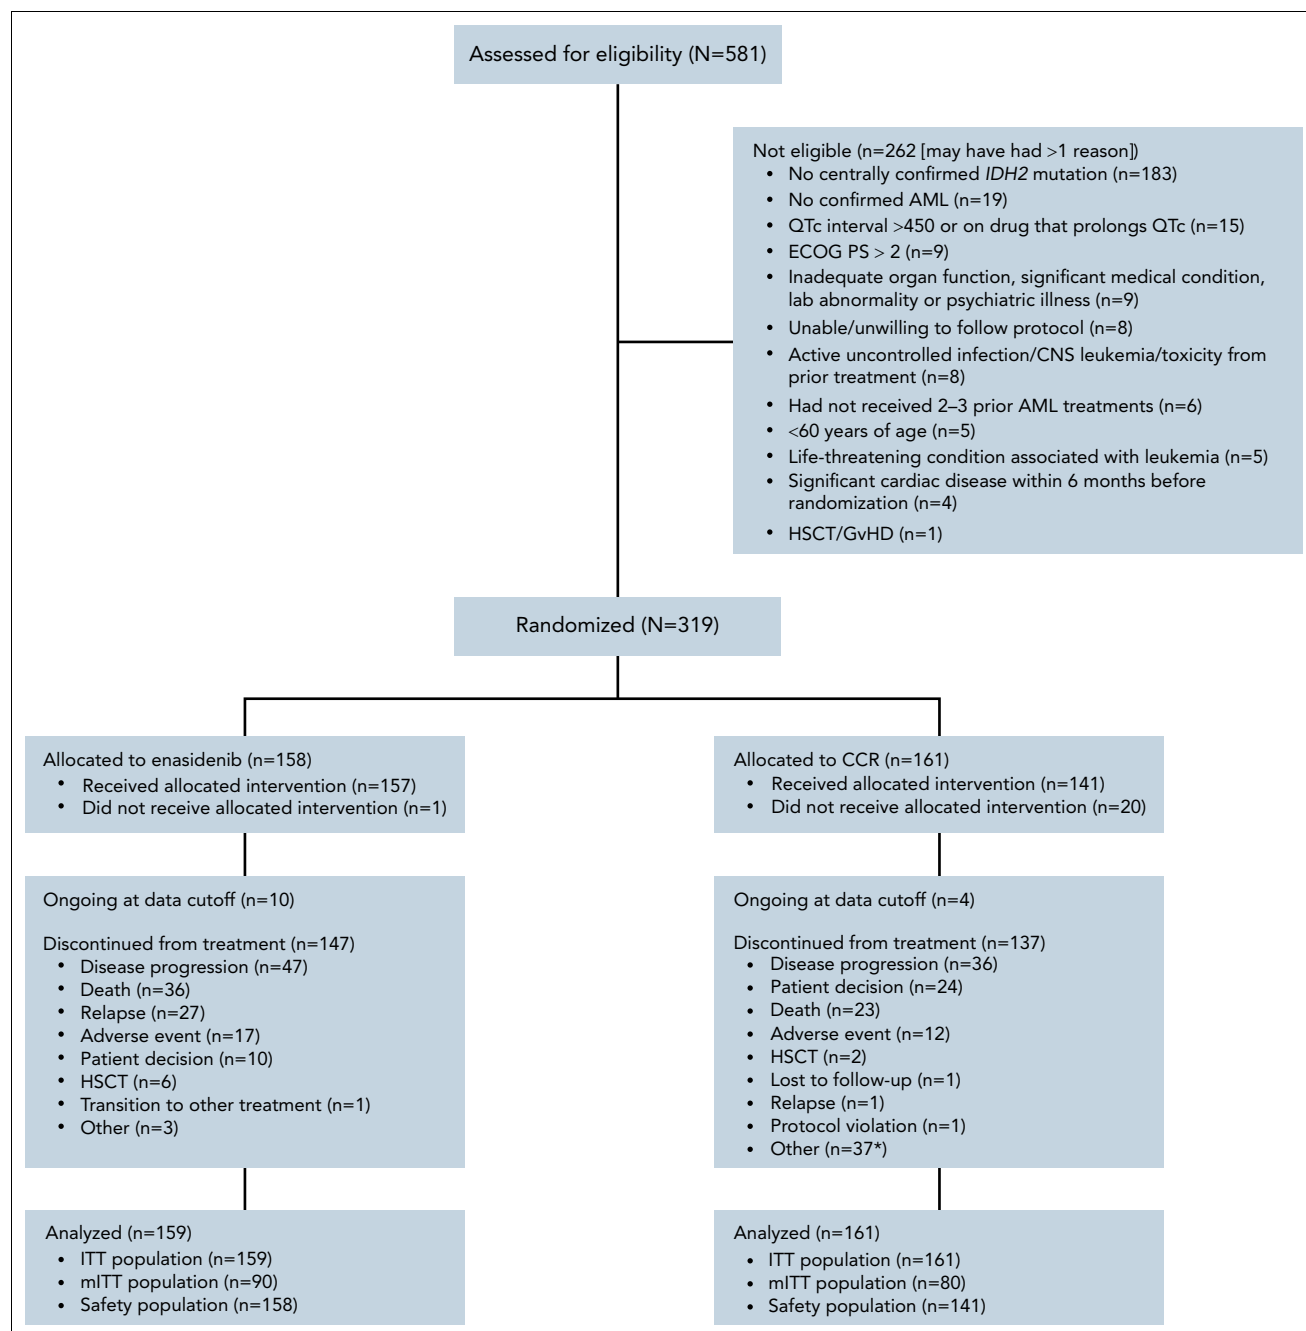 Assessed for eligibility (N=581)
Not eligible (n=262 [may have had >1 reason])
• No centrally confirmed IDH2 mutation (n=183)
• No confirmed AML (n=19)
• QTc interval >450 or on drug that prolongs QTc (n=15)
• ECOG PS > 2 (n=9)
• Inadequate organ function, significant medical condition,
lab abnormality or psychiatric illness (n=9)
• Unable/unwilling to follow protocol (n=8)
• Active uncontrolled infection/CNS leukemia/toxicity from
prior treatment (n=8)
• Had not received 2–3 prior AML treatments (n=6)
• <60 years of age (n=5)
• Life-threatening condition associated with leukemia (n=5)
• Significant cardiac disease within 6 months before
randomization (n=4)
• HSCT/GvHD (n=1)
Randomized (N=319)
Allocated to enasidenib (n=158)
• Received allocated intervention (n=157)
• Did not receive allocated intervention (n=1)
Allocated to CCR (n=161)
• Received allocated intervention (n=141)
• Did not receive allocated intervention (n=20)
Ongoing at data cutoff (n=10)
Discontinued from treatment (n=147)
• Disease progression (n=47)
• Death (n=36)
• Relapse (n=27)
• Adverse event (n=17)
• Patient decision (n=10)
• HSCT (n=6)
• Transition to other treatment (n=1)
• Other (n=3)
Ongoing at data cutoff (n=4)
Discontinued from treatment (n=137)
• Disease progression (n=36)
• Patient decision (n=24)
• Death (n=23)
• Adverse event (n=12)
• HSCT (n=2)
• Lost to follow-up (n=1)
• Relapse (n=1)
• Protocol violation (n=1)
• Other (n=37*)
Analyzed (n=159)
• ITT population (n=159)
• mITT population (n=90)
• Safety population (n=158)
Analyzed (n=161)
• ITT population (n=161)
• mITT population (n=80)
• Safety population (n=141)